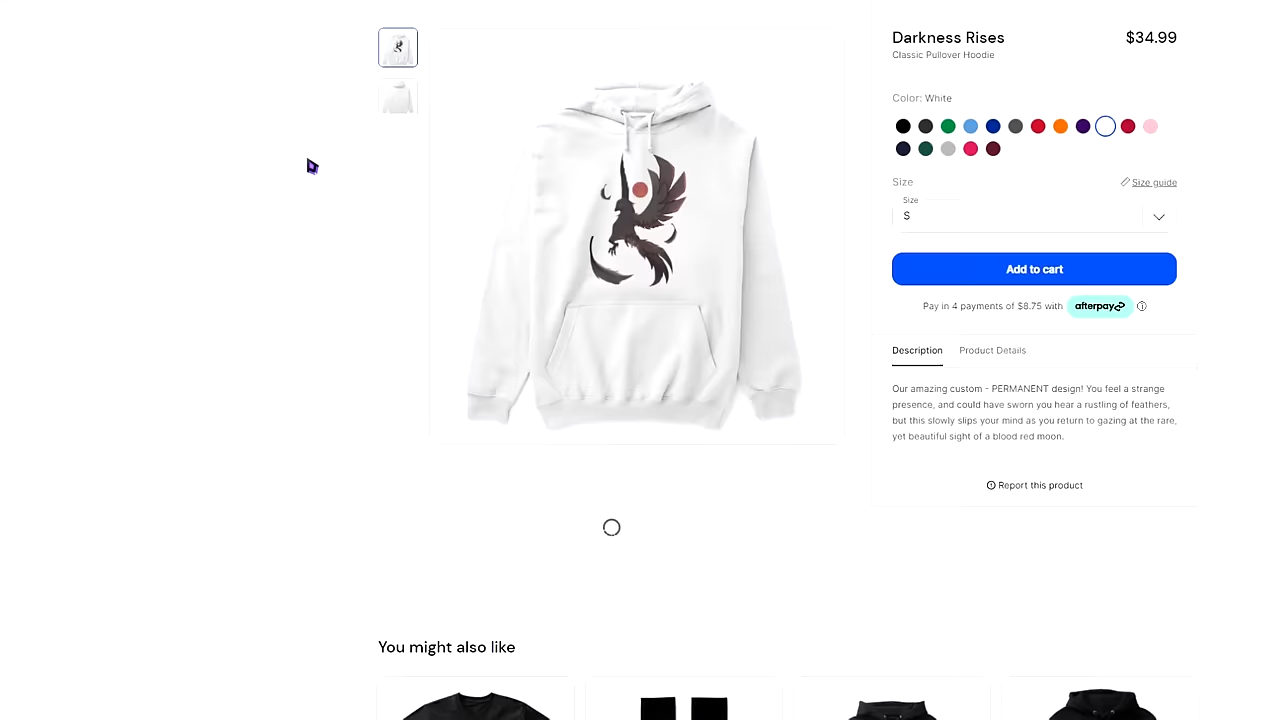 Darkness Rises
$34.99
Classic Pullover Hoodie
Color: White
Size
Size guide
Size
S
Add to cart
Pay in 4 payments of $8.75 with afterpay
Description
Product Details
Our amazing custom - PERMANENT design! You feel a strange
presence, and could have sworn you hear a rustling of feathers,
but this slowly slips your mind as you return to gazing at the rare,
yet beautiful sight of a blood red moon.
Report this product
You might also like